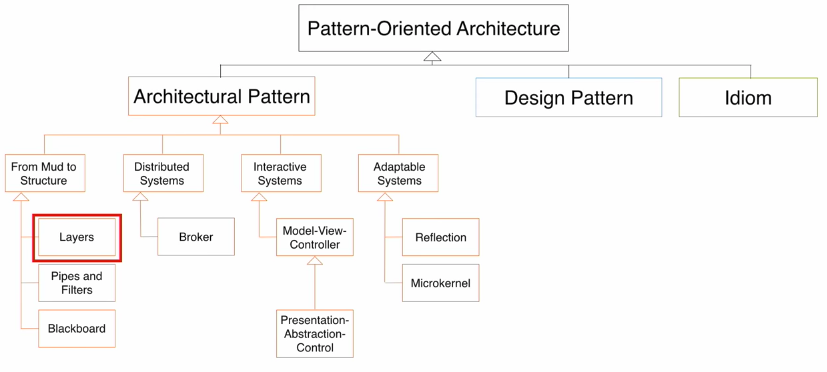 Pattern-Oriented Architecture
Architectural Pattern
Design Pattern
Idiom
From Mud to
Structure
Distributed
Systems
Interactive
Systems
Adaptable
Systems
Layers
Broker
Model-View-
Controller
Reflection
Pipes and
Filters
Microkernel
Blackboard
Presentation-
Abstraction-
Control